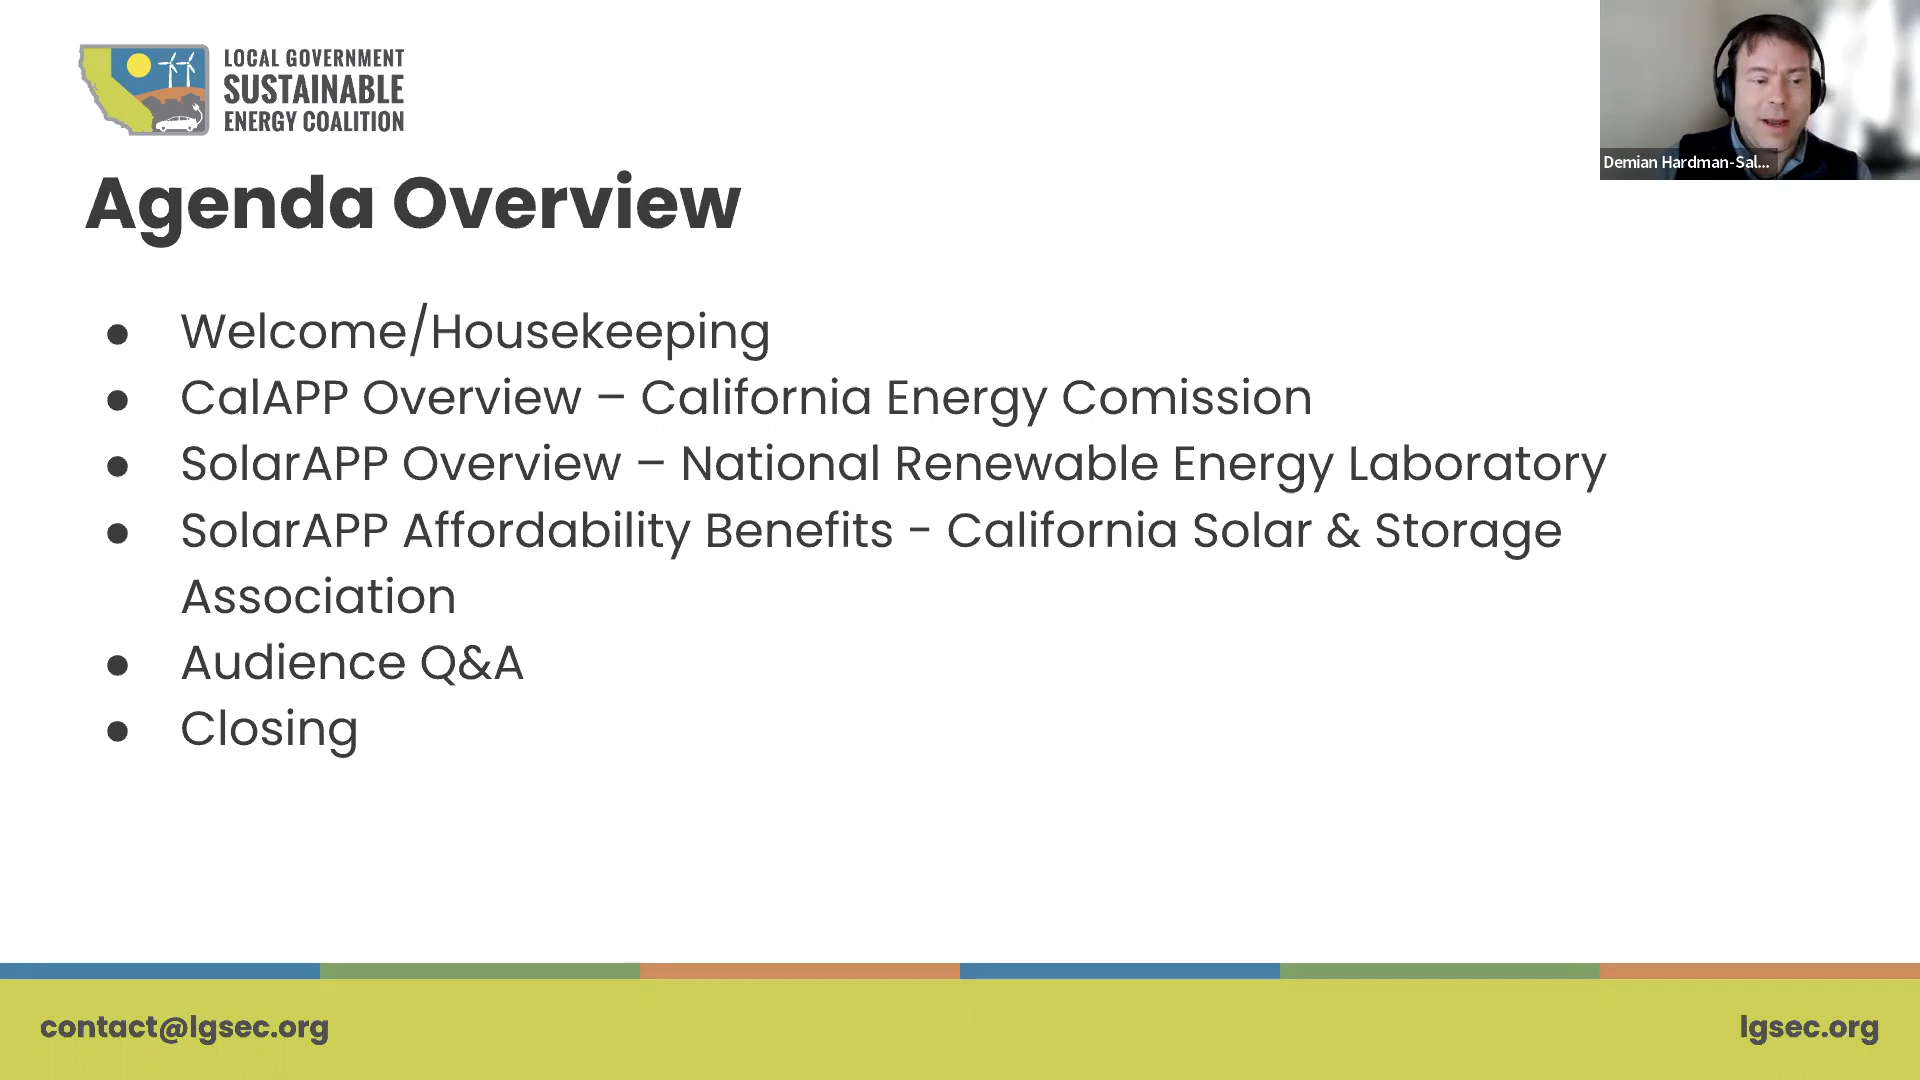 LOCAL GOVERNMENT
SUSTAINABLE
ENERGY COALITION
Demian Hardman-Sal...
Agenda Overview
● Welcome/Housekeeping
● CalAPP Overview – California Energy Comission
● SolarAPP Overview – National Renewable Energy Laboratory
● SolarAPP Affordability Benefits - California Solar & Storage
Association
● Audience Q&A
● Closing
contact@lgsec.org
lgsec.org